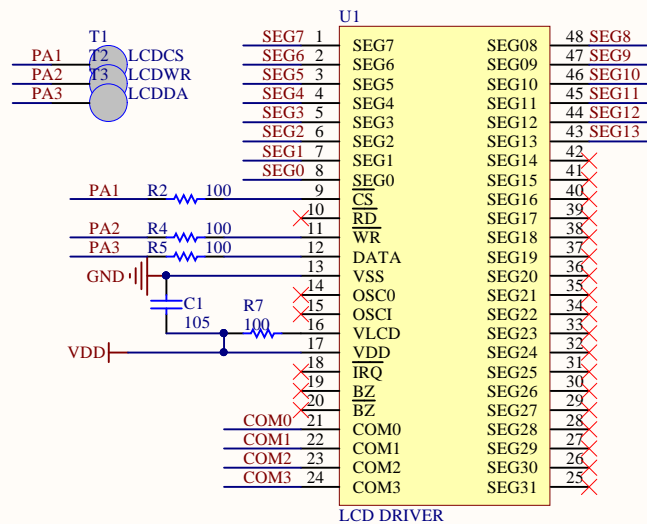 U1
T1
PA1 T2 LCDCS
PA2 T3 LCDWR
PA3 LCDDA
SEG7 1 SEG7 SEG08 48 SEG8
SEG6 2 SEG6 SEG09 47 SEG9
SEG5 3 SEG5 SEG10 46 SEG10
SEG4 4 SEG4 SEG11 45 SEG11
SEG3 5 SEG3 SEG12 44 SEG12
SEG2 6 SEG2 SEG13 43 SEG13
SEG1 7 SEG1 SEG14 42
SEG0 8 SEG0 SEG15 41
PA1 R2 100 9 CS SEG16 40
10 RD SEG17 39
PA2 R4 100 11 WR SEG18 38
PA3 R5 100 12 DATA SEG19 37
GND 13 VSS SEG20 36
14 OSC0 SEG21 35
C1 15 OSCI SEG22 34
105 R7 100 16 VLCD SEG23 33
VDD 17 VDD SEG24 32
18 IRQ SEG25 31
19 BZ SEG26 30
20 BZ SEG27 29
COM0 21 COM0 SEG28 28
COM1 22 COM1 SEG29 27
COM2 23 COM2 SEG30 26
COM3 24 COM3 SEG31 25
LCD DRIVER